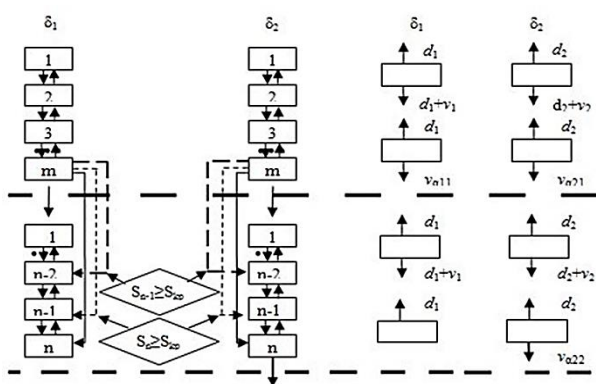 δ₁ δ₂ δ₁ δ₂
1 1 d₁ d₂
2 2
3 3 d₁+v₁ d₂+v₂
d₁ d₂
m m
vα11 vα21
1 1 d₁ d₂
n-2 n-2 d₁+v₁ d₂+v₂
Sₙ₋₁≥S
n-1 n-1 d₁ d₂
n Sₙ≥S n
vα22